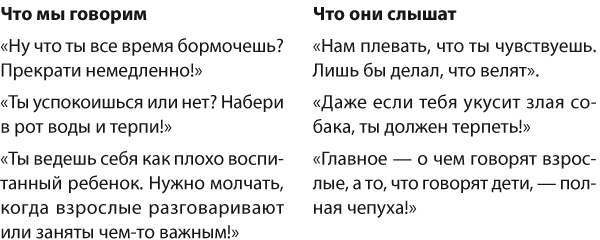 Что мы говорим
«Ну что ты все время бормочешь?
Прекрати немедленно!»
«Ты успокоишься или нет? Набери
в рот воды и терпи!»
«Ты ведешь себя как плохо воспи-
танный ребенок. Нужно молчать,
когда взрослые разговаривают
или заняты чем-то важным!»
Что они слышат
«Нам плевать, что ты чувствуешь.
Лишь бы делал, что велят».
«Даже если тебя укусит злая со-
бака, ты должен терпеть!»
«Главное — о чем говорят взрос-
лые, а то, что говорят дети, — пол-
ная чепуха!»